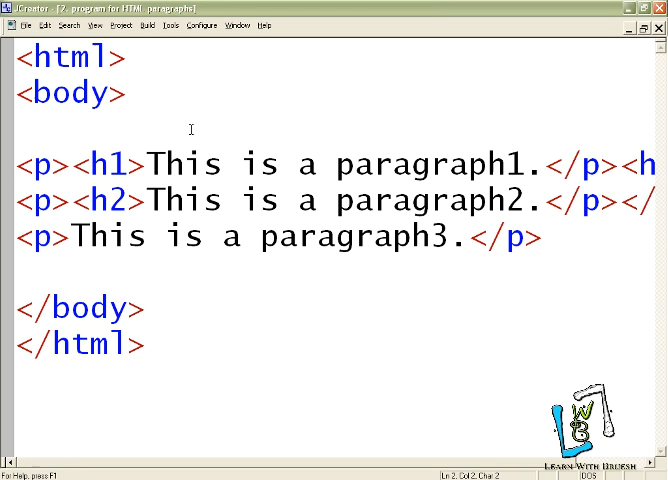 JCreator - [2. program for HTML paragraphs]
File Edit Search View Project Build Tools Configure Window Help
<html>
<body>
<p><h1>This is a paragraph1.</p><h
<p><h2>This is a paragraph2.</p></
<p>This is a paragraph3.</p>
</body>
</html>
LWB
LEARN WITH BRIJESH
For Help, press F1
Ln 2, Col 2, Char 2
DOS